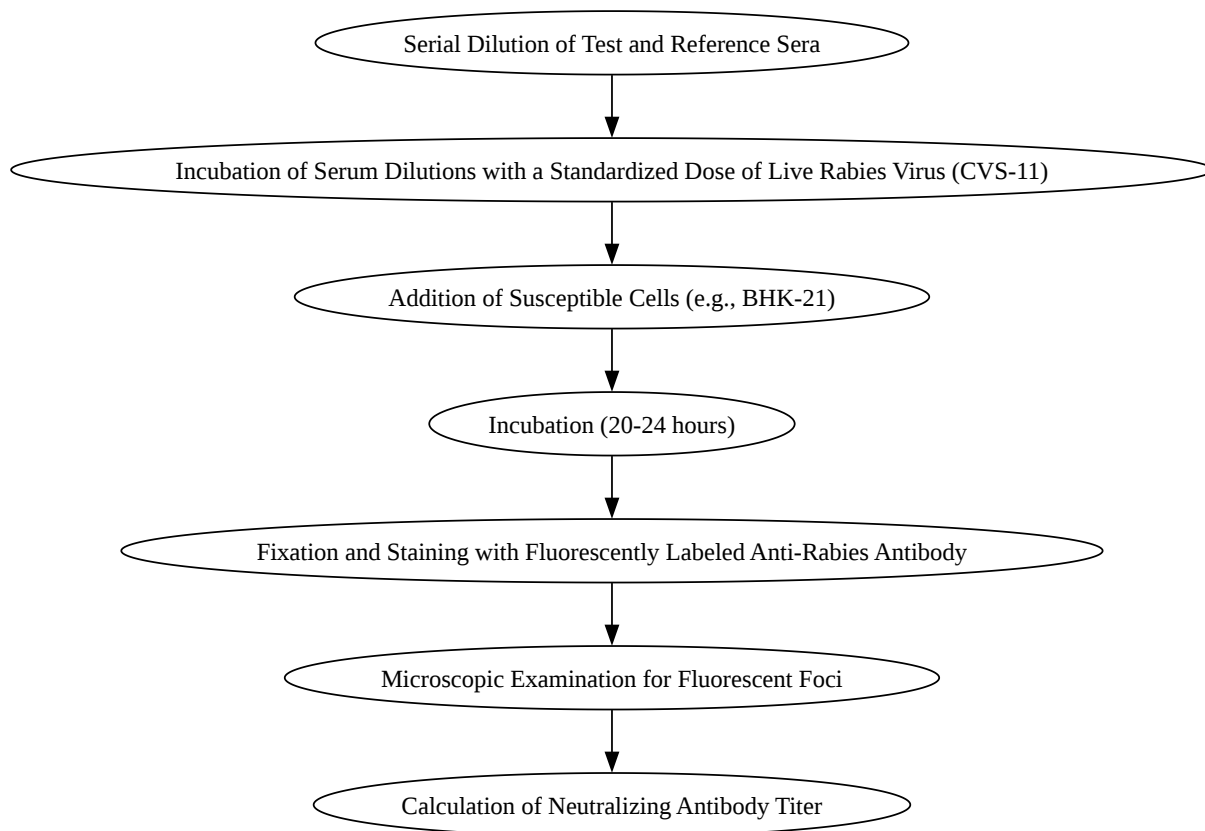 Serial Dilution of Test and Reference Sera
Incubation of Serum Dilutions with a Standardized Dose of Live Rabies Virus (CVS-11)
Addition of Susceptible Cells (e.g., BHK-21)
Incubation (20-24 hours)
Fixation and Staining with Fluorescently Labeled Anti-Rabies Antibody
Microscopic Examination for Fluorescent Foci
Calculation of Neutralizing Antibody Titer